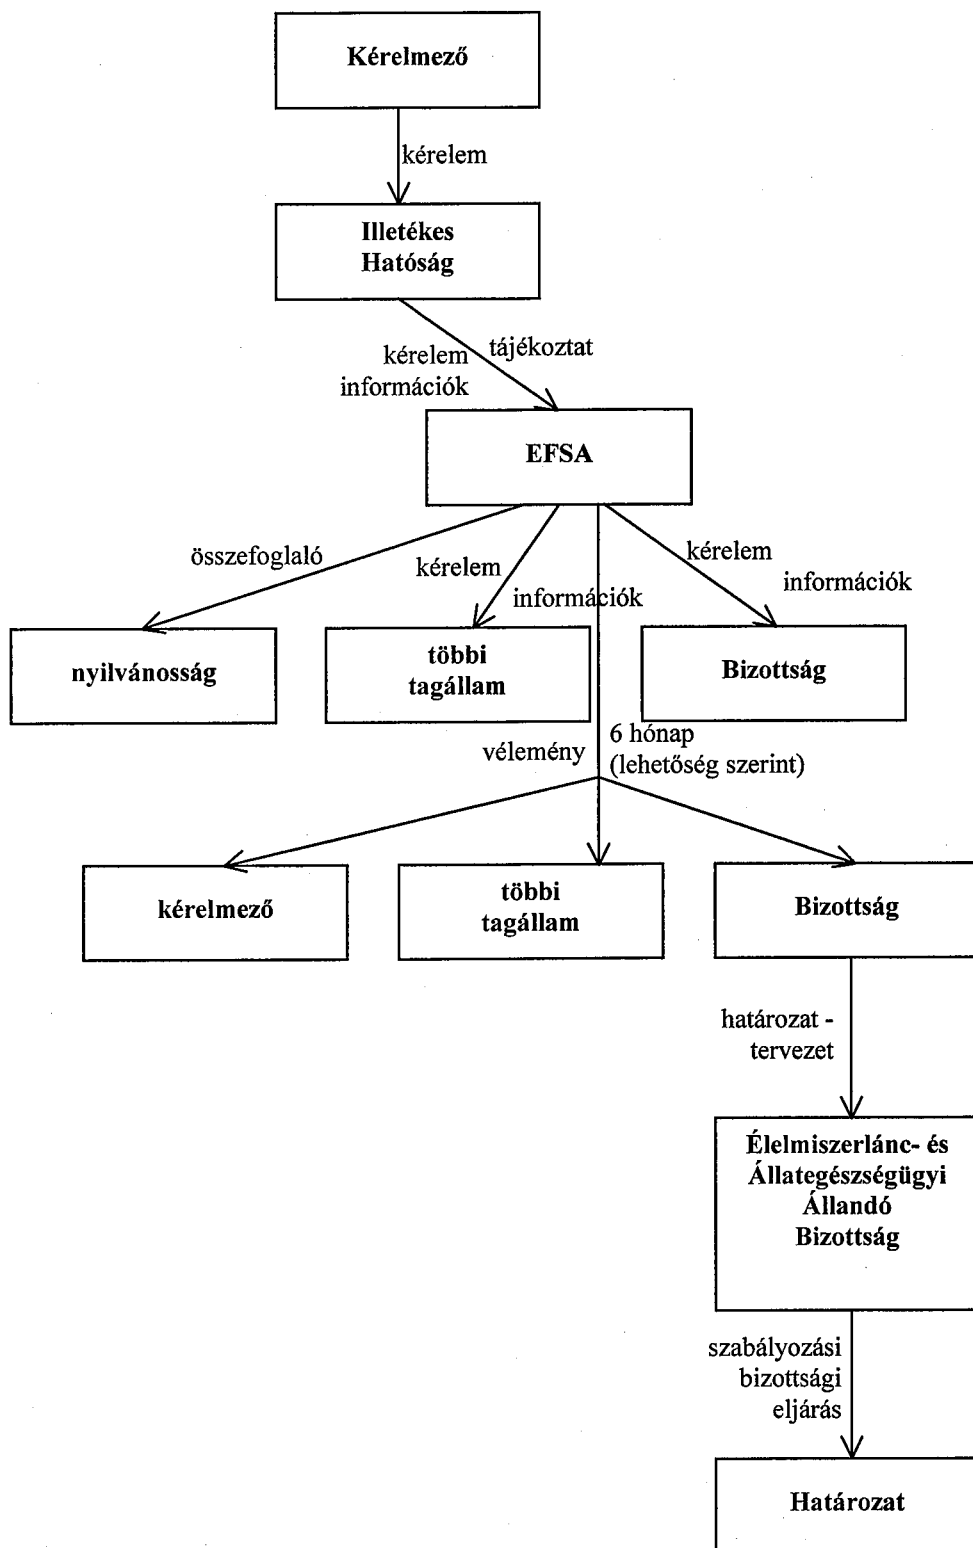 Kérelmező
kérelem
Illetékes
Hatóság
tájékoztat
kérelem
információk
EFSA
összefoglaló
kérelem
információk
kérelem
információk
nyilvánosság
többi
tagállam
Bizottság
vélemény
6 hónap
(lehetőség szerint)
kérelmező
többi
tagállam
Bizottság
határozat -
tervezet
Élelmiszerlánc- és
Állategészségügyi
Állandó
Bizottság
szabályozási
bizottsági
eljárás
Határozat